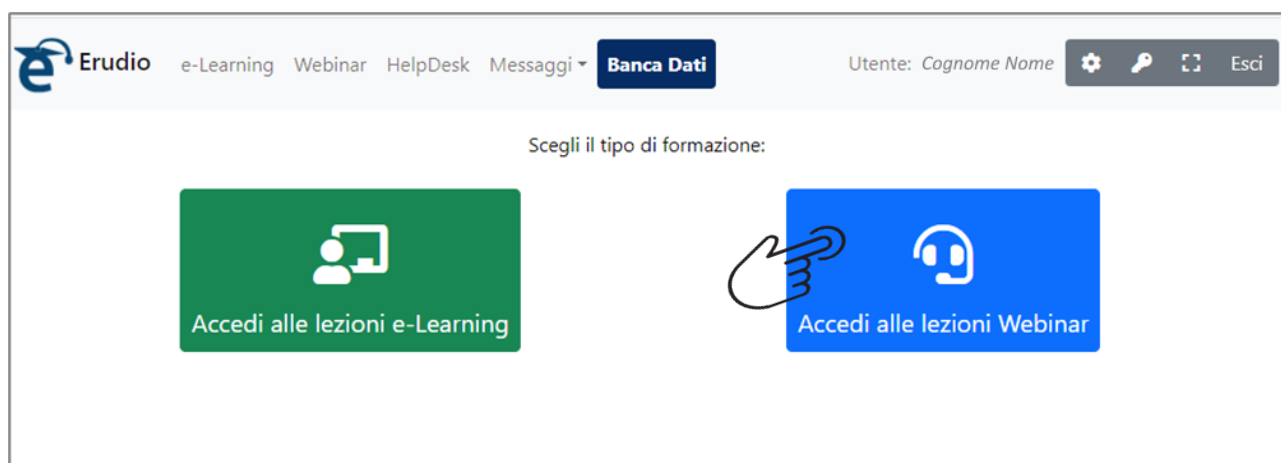 Erudio e-Learning Webinar HelpDesk Messaggi Banca Dati Utente: Cognome Nome Esci
Scegli il tipo di formazione:
Accedi alle lezioni e-Learning
Accedi alle lezioni Webinar